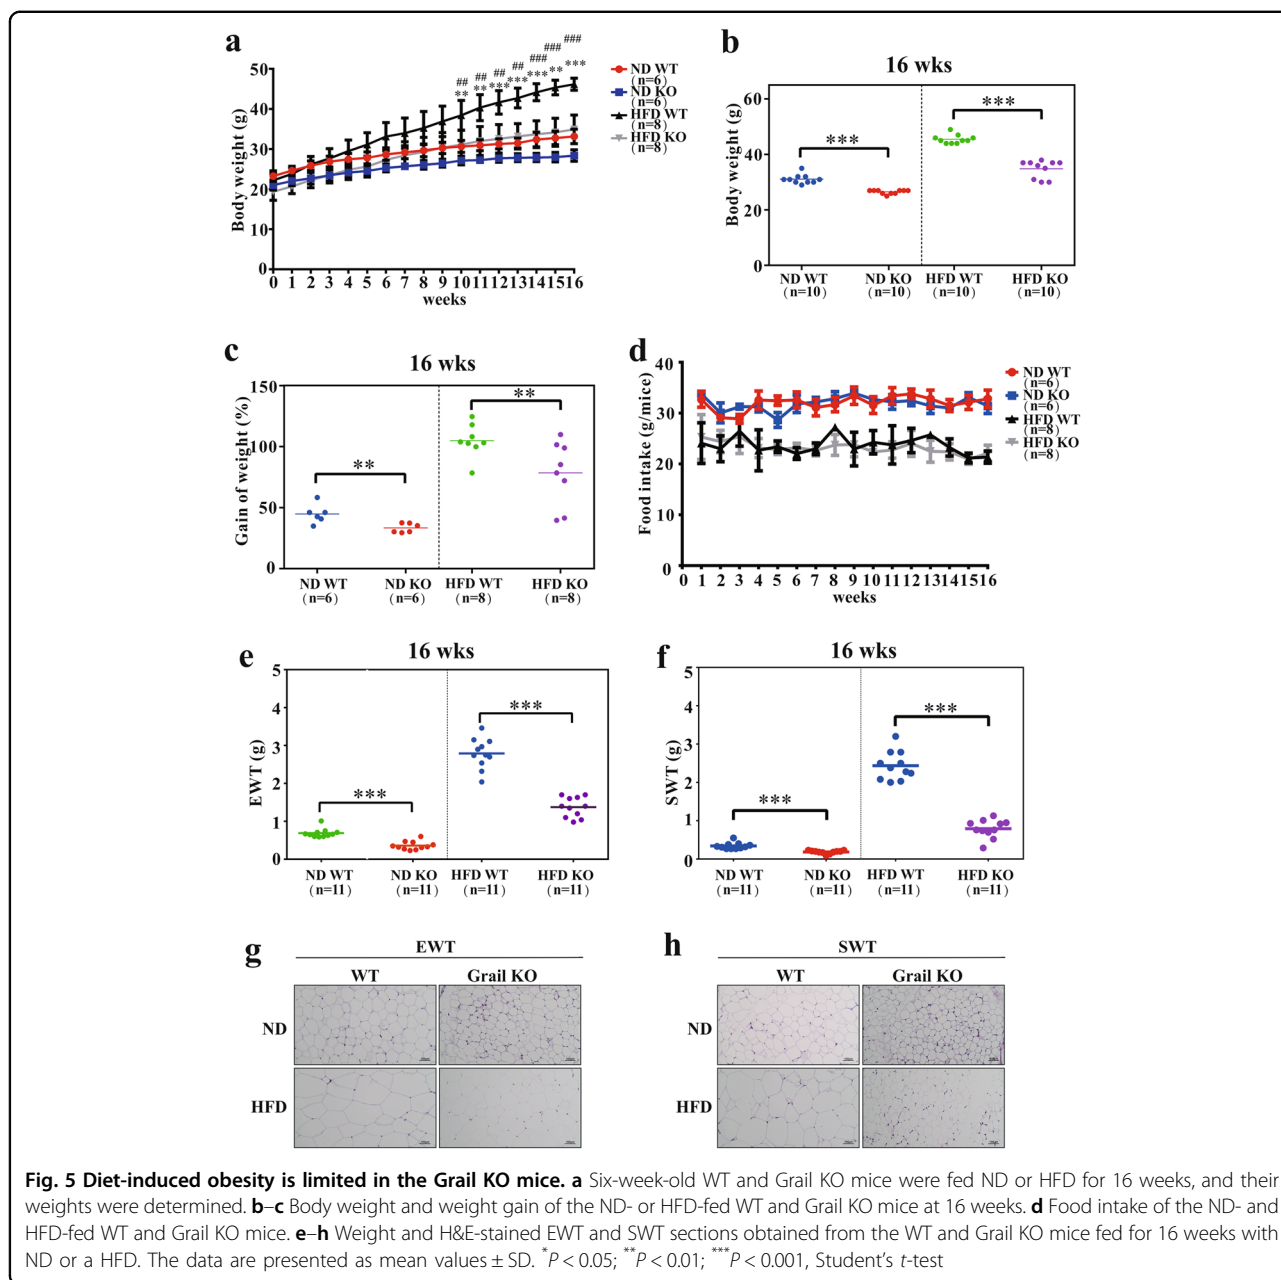 a
50
40
30
20
10
0
Body weight (g)
0 1 2 3 4 5 6 7 8 9 10 11 12 13 14 15 16
weeks
## ## ## ## ### ### ###
** ** *** *** *** ** ***
ND WT
(n=6)
ND KO
(n=6)
HFD WT
(n=8)
HFD KO
(n=8)
b
16 wks
60
40
20
0
Body weight (g)
***
***
ND WT ND KO HFD WT HFD KO
(n=10) (n=10) (n=10) (n=10)
c
16 wks
150
100
50
0
Gain of weight (%)
**
**
ND WT ND KO HFD WT HFD KO
(n=6) (n=6) (n=8) (n=8)
d
40
30
20
10
0
Food intake (g/mice)
0 1 2 3 4 5 6 7 8 9 10 11 12 13 14 15 16
weeks
ND WT
(n=6)
ND KO
(n=6)
HFD WT
(n=8)
HFD KO
(n=8)
e
16 wks
5
4
3
2
1
0
EWT (g)
***
***
ND WT ND KO HFD WT HFD KO
(n=11) (n=11) (n=11) (n=11)
f
16 wks
5
4
3
2
1
0
SWT (g)
***
***
ND WT ND KO HFD WT HFD KO
(n=11) (n=11) (n=11) (n=11)
g
EWT
WT Grail KO
ND
HFD
h
SWT
WT Grail KO
ND
HFD
Fig. 5 Diet-induced obesity is limited in the Grail KO mice. a Six-week-old WT and Grail KO mice were fed ND or HFD for 16 weeks, and their
weights were determined. b–c Body weight and weight gain of the ND- or HFD-fed WT and Grail KO mice at 16 weeks. d Food intake of the ND- and
HFD-fed WT and Grail KO mice. e–h Weight and H&E-stained EWT and SWT sections obtained from the WT and Grail KO mice fed for 16 weeks with
ND or a HFD. The data are presented as mean values ± SD. *P < 0.05; **P < 0.01; ***P < 0.001, Student's t-test